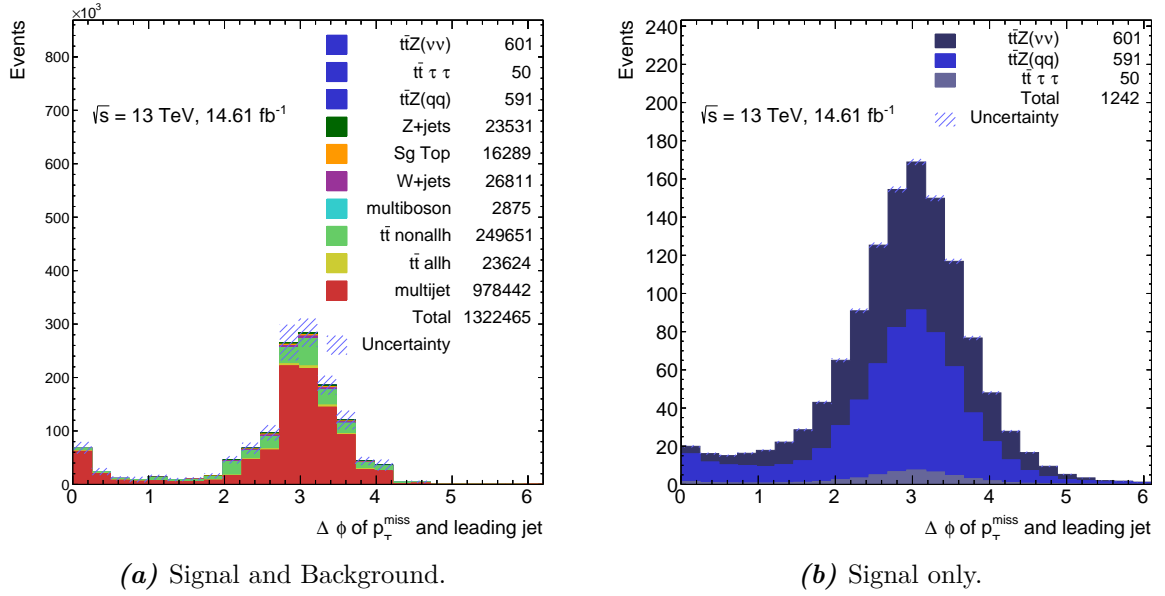 ×10³
Events
800
700
600
500
400
300
200
100
0
0 1 2 3 4 5 6
√s = 13 TeV, 14.61 fb⁻¹
tt̄Z(νν) 601
tt̄ τ τ 50
tt̄Z(qq) 591
Z+jets 23531
Sg Top 16289
W+jets 26811
multiboson 2875
tt̄ nonallh 249651
tt̄ allh 23624
multijet 978442
Total 1322465
Uncertainty
Δ ϕ of p_T^miss and leading jet
(a) Signal and Background.
Events
240
220
200
180
160
140
120
100
80
60
40
20
0
0 1 2 3 4 5 6
√s = 13 TeV, 14.61 fb⁻¹
tt̄Z(νν) 601
tt̄Z(qq) 591
tt̄ τ τ 50
Total 1242
Uncertainty
Δ ϕ of p_T^miss and leading jet
(b) Signal only.